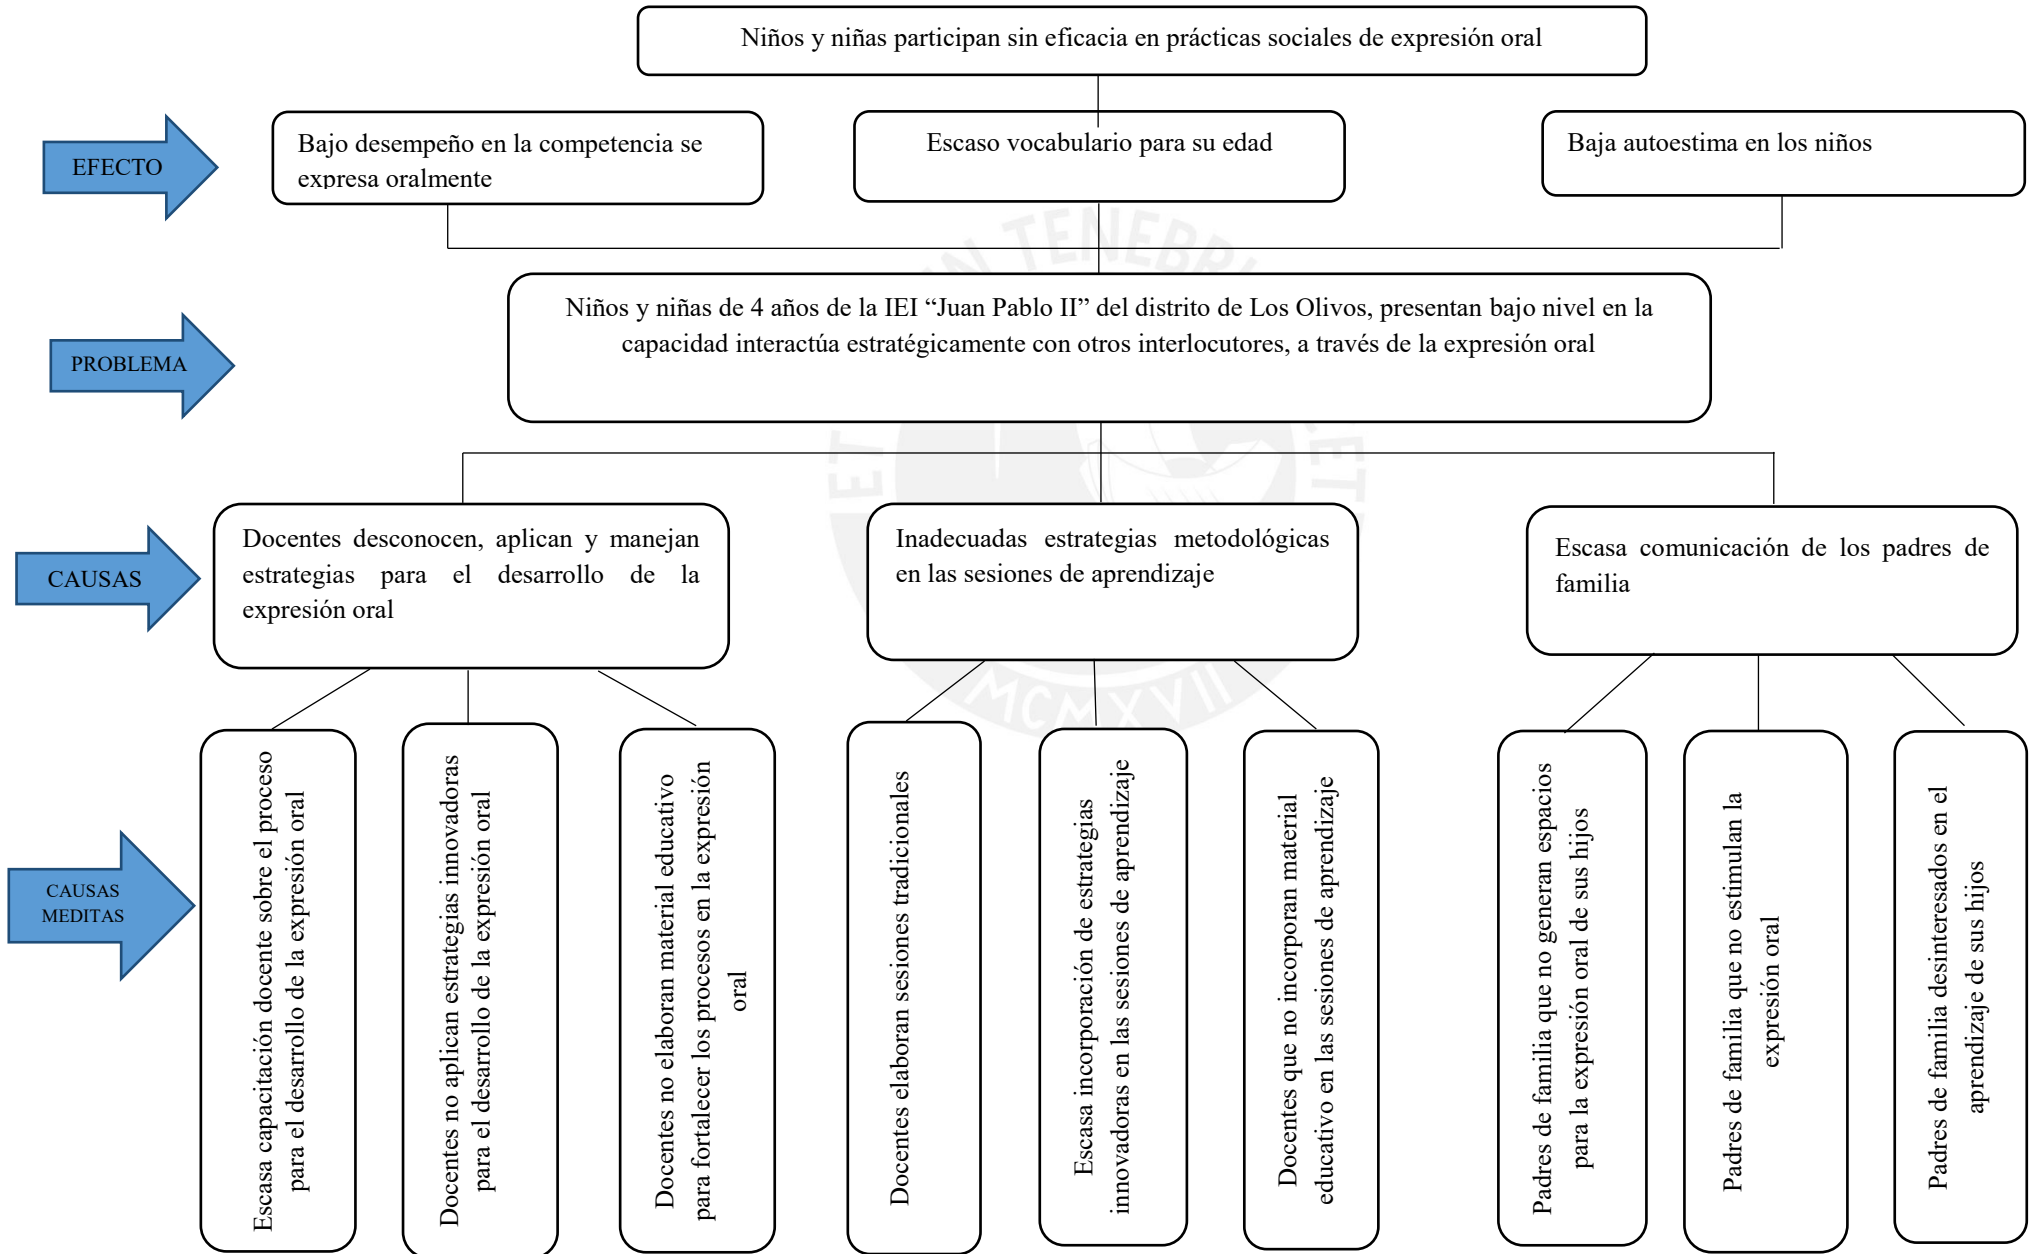 Niños y niñas participan sin eficacia en prácticas sociales de expresión oral
EFECTO
Bajo desempeño en la competencia se
expresa oralmente
Escaso vocabulario para su edad
Baja autoestima en los niños
IN TENEBRIS
PROBLEMA
Niños y niñas de 4 años de la IEI “Juan Pablo II” del distrito de Los Olivos, presentan bajo nivel en la
capacidad interactúa estratégicamente con otros interlocutores, a través de la expresión oral
ET
CAUSAS
Docentes desconocen, aplican y manejan
estrategias para el desarrollo de la
expresión oral
Inadecuadas estrategias metodológicas
en las sesiones de aprendizaje
Escasa comunicación de los padres de
familia
MCMXVII
CAUSAS
MEDITAS
Escasa capacitación docente sobre el proceso
para el desarrollo de la expresión oral
Docentes no aplican estrategias innovadoras
para el desarrollo de la expresión oral
Docentes no elaboran material educativo
para fortalecer los procesos en la expresión
oral
Docentes elaboran sesiones tradicionales
Escasa incorporación de estrategias
innovadoras en las sesiones de aprendizaje
Docentes que no incorporan material
educativo en las sesiones de aprendizaje
Padres de familia que no generan espacios
para la expresión oral de sus hijos
Padres de familia que no estimulan la
expresión oral
Padres de familia desinteresados en el
aprendizaje de sus hijos